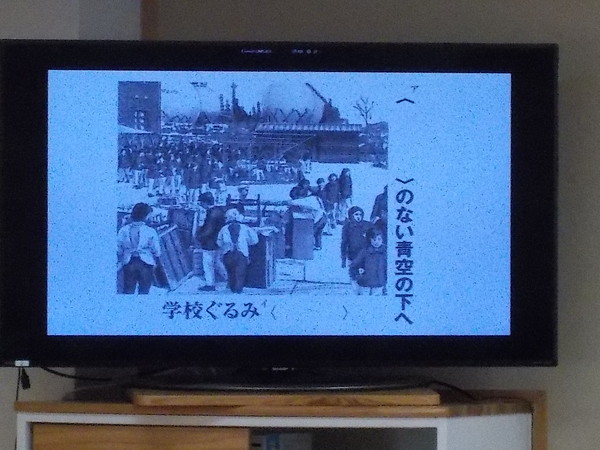 ア
〈　　　〉のない青空の下へ
学校ぐるみイ〈　　　〉